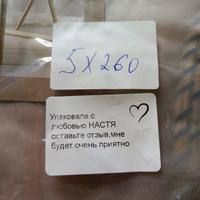 5x260
Упаковала с
любовью НАСТЯ
оставьте отзыв,мне
будет очень приятно